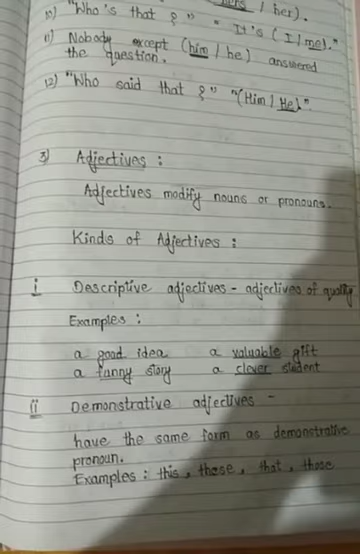 "Who's that ?" " It's ( I / me)."
11) Nobody except (him / he) answered
the question.
12) "Who said that ?" "(Him / He)."
3) Adjectives :
Adjectives modify nouns or pronouns.
Kinds of Adjectives :
i Descriptive adjectives - adjectives of quality
Examples :
a good idea a valuable gift
a funny story a clever student
ii Demonstrative adjectives -
have the same form as demonstrative
pronoun.
Examples : this, these, that, those